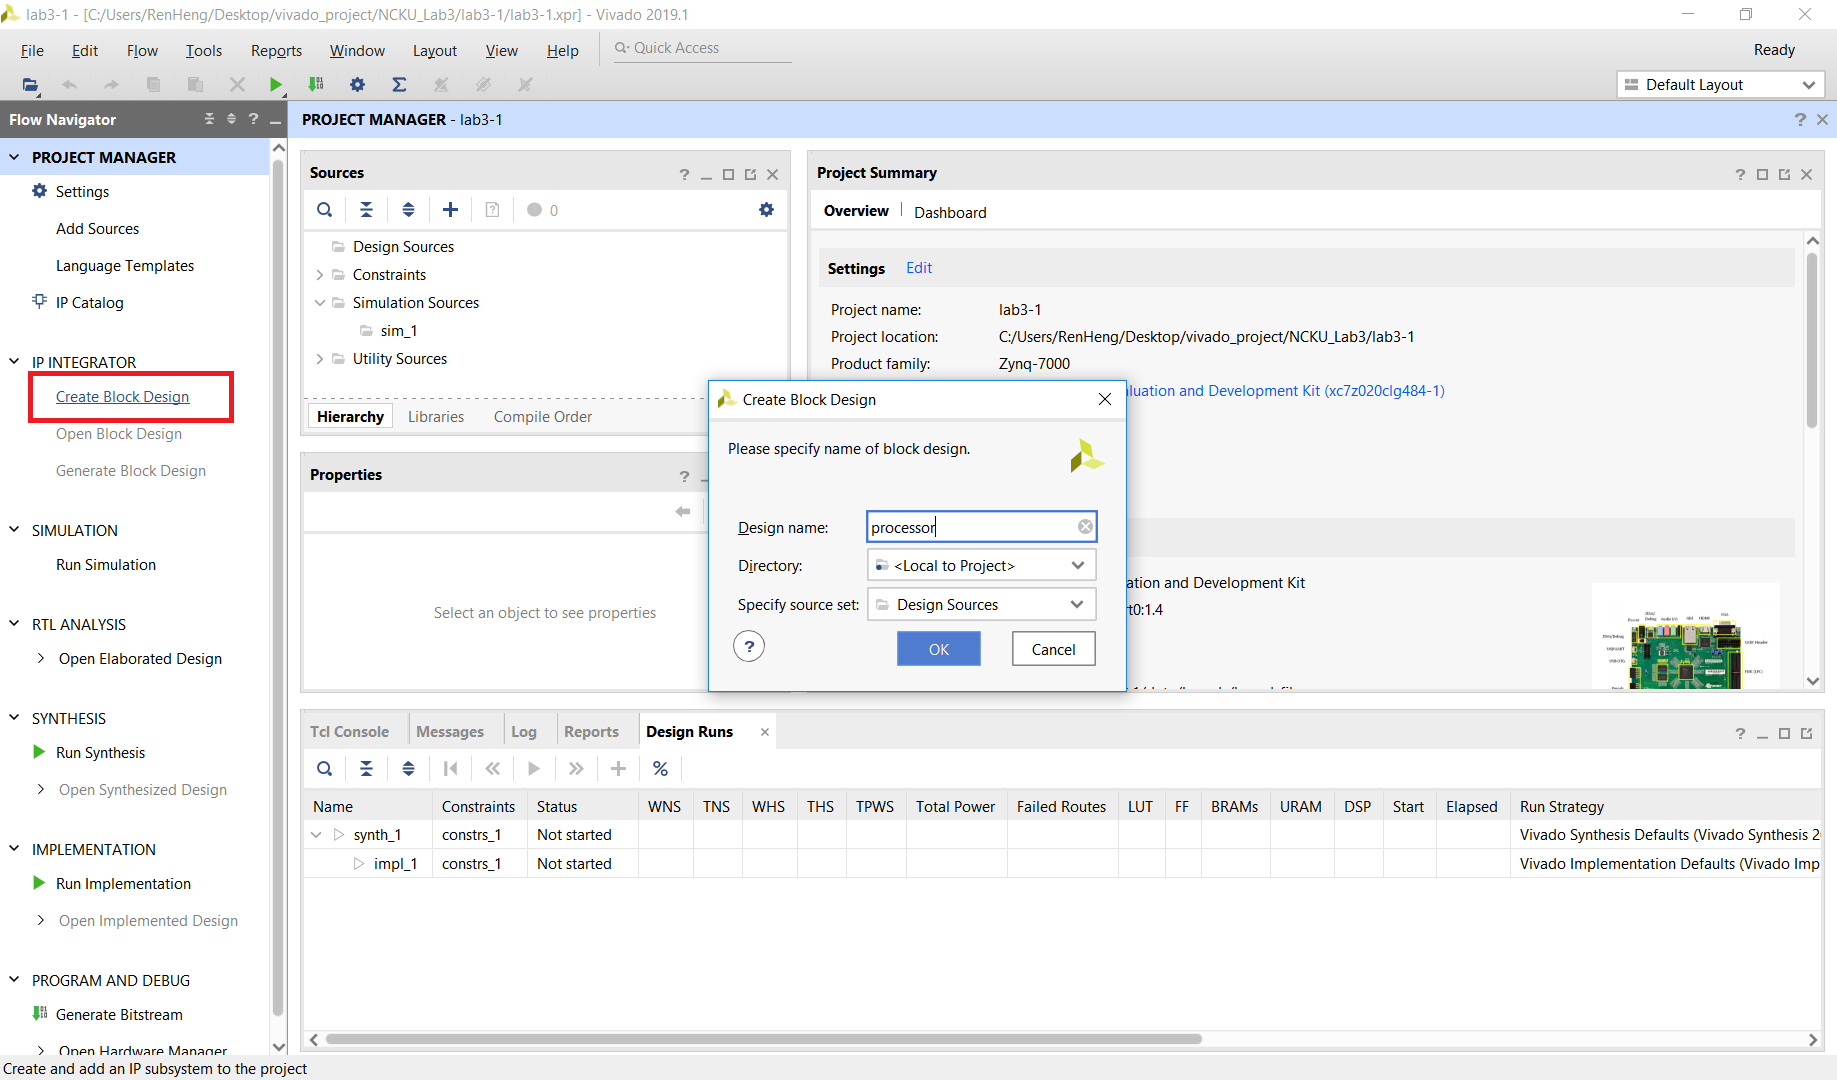 lab3-1 - [C:/Users/RenHeng/Desktop/vivado_project/NCKU_Lab3/lab3-1/lab3-1.xpr] - Vivado 2019.1
File Edit Flow Tools Reports Window Layout View Help Quick Access Ready
Default Layout
Flow Navigator
PROJECT MANAGER
Settings
Add Sources
Language Templates
IP Catalog
IP INTEGRATOR
Create Block Design
Open Block Design
Generate Block Design
SIMULATION
Run Simulation
RTL ANALYSIS
Open Elaborated Design
SYNTHESIS
Run Synthesis
Open Synthesized Design
IMPLEMENTATION
Run Implementation
Open Implemented Design
PROGRAM AND DEBUG
Generate Bitstream
Open Hardware Manager
PROJECT MANAGER - lab3-1
Sources
0
Design Sources
Constraints
Simulation Sources
sim_1
Utility Sources
Hierarchy Libraries Compile Order
Properties
Select an object to see properties
Project Summary
Overview Dashboard
Settings Edit
Project name: lab3-1
Project location: C:/Users/RenHeng/Desktop/vivado_project/NCKU_Lab3/lab3-1
Product family: Zynq-7000
luation and Development Kit (xc7z020clg484-1)
ation and Development Kit
rt0:1.4
Create Block Design
Please specify name of block design.
Design name: processor
Directory: <Local to Project>
Specify source set: Design Sources
? OK Cancel
Tcl Console Messages Log Reports Design Runs
Name Constraints Status WNS TNS WHS THS TPWS Total Power Failed Routes LUT FF BRAMs URAM DSP Start Elapsed Run Strategy
synth_1 constrs_1 Not started Vivado Synthesis Defaults (Vivado Synthesis 2
impl_1 constrs_1 Not started Vivado Implementation Defaults (Vivado Imp
Create and add an IP subsystem to the project